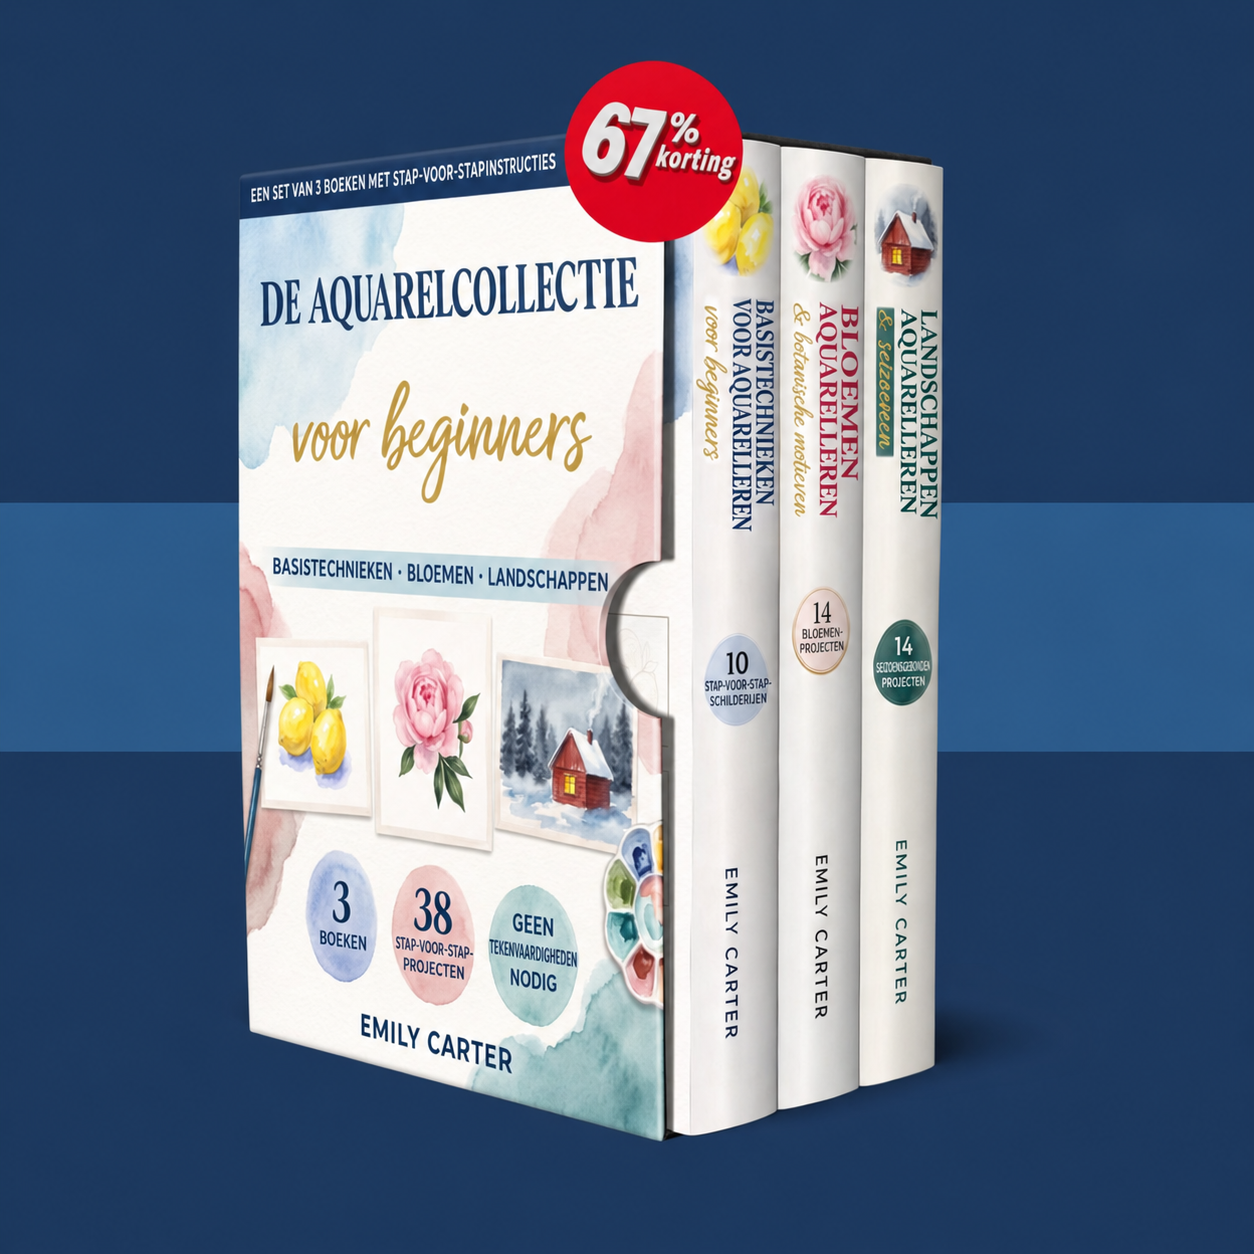 67%
korting
EEN SET VAN 3 BOEKEN MET STAP-VOOR-STAPINSTRUCTIES
DE AQUARELCOLLECTIE
voor beginners
BASISTECHNIEKEN · BLOEMEN · LANDSCHAPPEN
3
BOEKEN
38
STAP-VOOR-STAP-
PROJECTEN
GEEN
TEKENVAARDIGHEDEN
NODIG
EMILY CARTER
BASISTECHNIEKEN
VOOR AQUARELLEREN
voor beginners
10
STAP-VOOR-STAP-
SCHILDERIJEN
EMILY CARTER
BLOEMEN
AQUARELLEREN
& botanische motieven
14
BLOEMEN-
PROJECTEN
EMILY CARTER
LANDSCHAPPEN
AQUARELLEREN
14
SEIZOENSGEBONDEN
PROJECTEN
EMILY CARTER